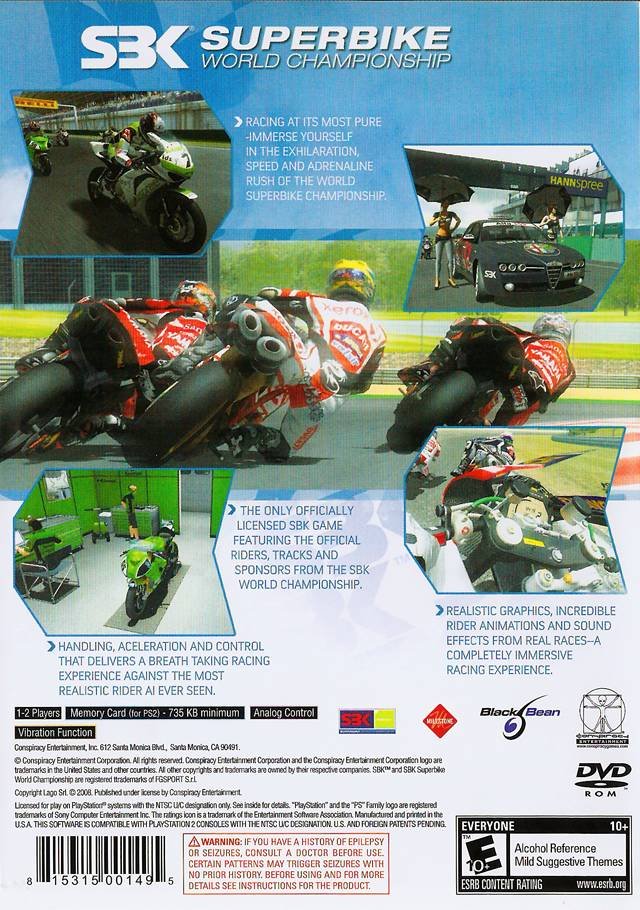 SBK SUPERBIKE
WORLD CHAMPIONSHIP
❯ RACING AT ITS MOST PURE
-IMMERSE YOURSELF
IN THE EXHILARATION,
SPEED AND ADRENALINE
RUSH OF THE WORLD
SUPERBIKE CHAMPIONSHIP.
HANNspree
SBK
xerox
DUCATI
YAMAHA
❯ THE ONLY OFFICIALLY
LICENSED SBK GAME
FEATURING THE OFFICIAL
RIDERS, TRACKS AND
SPONSORS FROM THE SBK
WORLD CHAMPIONSHIP.
❯ REALISTIC GRAPHICS, INCREDIBLE
RIDER ANIMATIONS AND SOUND
EFFECTS FROM REAL RACES--A
COMPLETELY IMMERSIVE
RACING EXPERIENCE.
❯ HANDLING, ACELERATION AND CONTROL
THAT DELIVERS A BREATH TAKING RACING
EXPERIENCE AGAINST THE MOST
REALISTIC RIDER AI EVER SEEN.
1-2 Players Memory Card (for PS2) - 735 KB minimum Analog Control
Vibration Function
SBK
MILESTONE
Black Bean
CONSPIRACY
ENTERTAINMENT
www.conspiracygames.com
Conspiracy Entertainment, Inc. 612 Santa Monica Blvd., Santa Monica, CA 90491.
© Conspiracy Entertainment Corporation. All rights reserved. Conspiracy Entertainment Corporation and the Conspiracy Entertainment Corporation logo are
trademarks in the United States and other countries. All other copyrights and trademarks are owned by their respective companies. SBK™ and SBK Superbike
World Championship are registered trademarks of FGSPORT S.r.l
Copyright Lago Srl. © 2008. Published under license by Conspiracy Entertainment.
Licensed for play on PlayStation® systems with the NTSC U/C designation only. See inside for details. "PlayStation" and the "PS" Family logo are registered
trademarks of Sony Computer Entertainment Inc. The ratings icon is a trademark of the Entertainment Software Association. Manufactured and printed in the
U.S.A. THIS SOFTWARE IS COMPATIBLE WITH PLAYSTATION 2 CONSOLES WITH THE NTSC U/C DESIGNATION. U.S. AND FOREIGN PATENTS PENDING.
DVD
ROM
8 15315 00149 5
WARNING: IF YOU HAVE A HISTORY OF EPILEPSY
OR SEIZURES, CONSULT A DOCTOR BEFORE USE.
CERTAIN PATTERNS MAY TRIGGER SEIZURES WITH
NO PRIOR HISTORY. BEFORE USING AND FOR MORE
DETAILS SEE INSTRUCTIONS FOR THE PRODUCT.
EVERYONE 10+
E 10+
Alcohol Reference
Mild Suggestive Themes
ESRB CONTENT RATING www.esrb.org